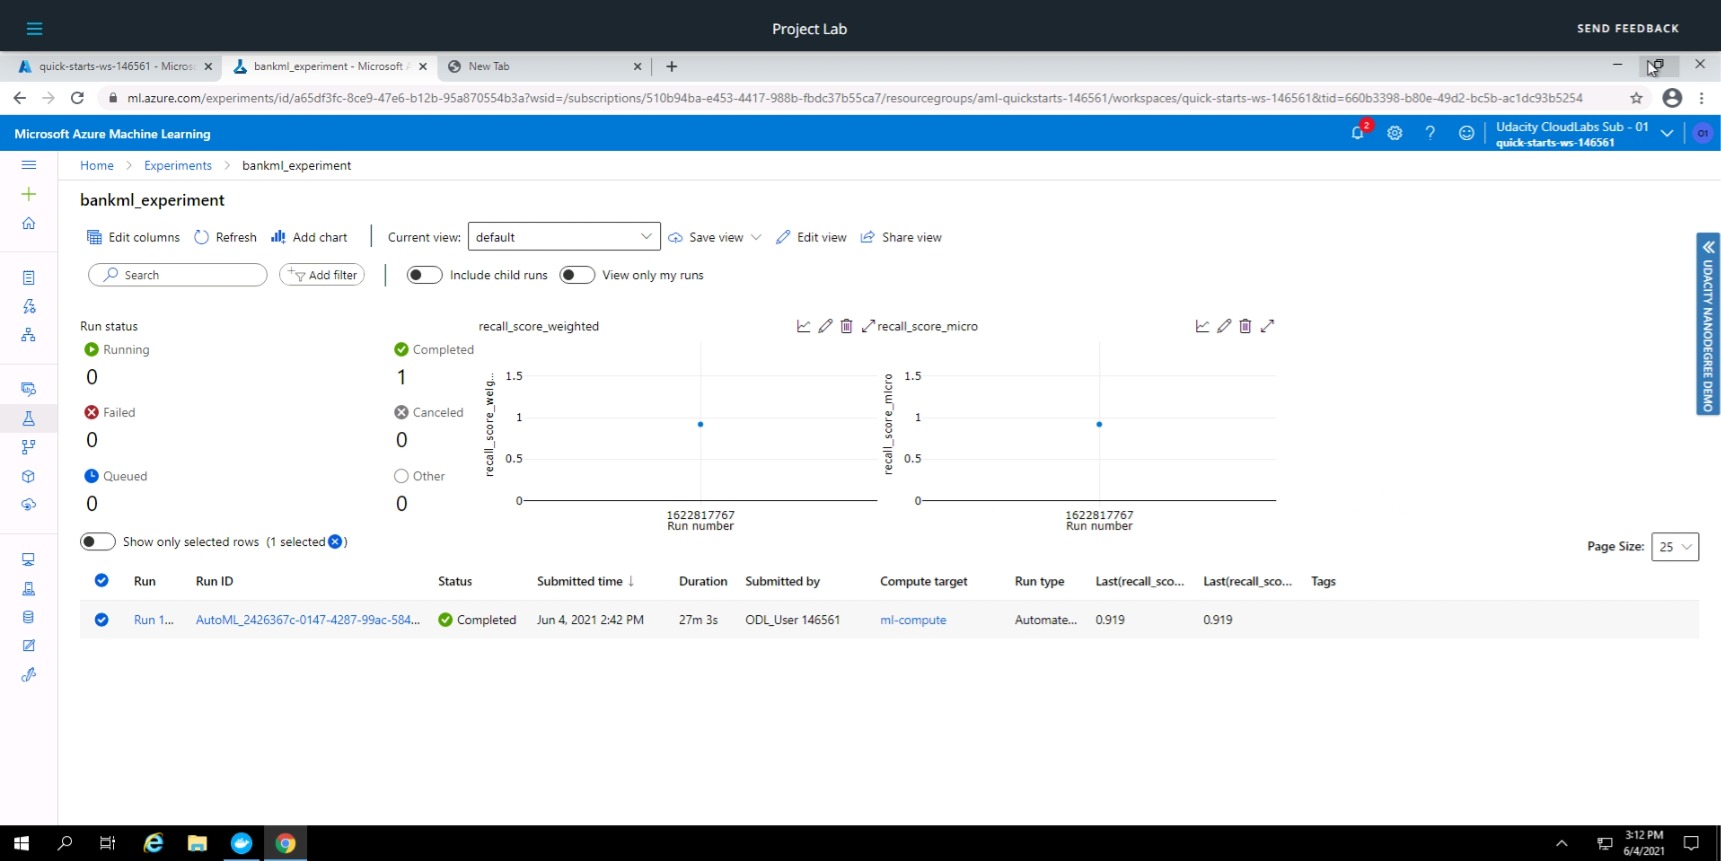 Project Lab
SEND FEEDBACK
quick-starts-ws-146561 - Micros
bankml_experiment - Microsoft A
New Tab
ml.azure.com/experiments/id/a65df3fc-8ce9-47e6-b12b-95a870554b3a?wsid=/subscriptions/510b94ba-e453-4417-988b-fbdc37b55ca7/resourcegroups/aml-quickstarts-146561/workspaces/quick-starts-ws-146561&tid=660b3398-b80e-49d2-bc5b-ac1dc93b5254
Microsoft Azure Machine Learning
2
Udacity CloudLabs Sub - 01
quick-starts-ws-146561
O1
Home > Experiments > bankml_experiment
bankml_experiment
Edit columns Refresh Add chart Current view: default Save view Edit view Share view
Search Add filter Include child runs View only my runs
UDACITY NANODEGREE DEMO
Run status
Running
0
Completed
1
Failed
0
Canceled
0
Queued
0
Other
0
recall_score_weighted
recall_score_weig...
1.5
1
0.5
0
1622817767
Run number
recall_score_micro
recall_score_micro
1.5
1
0.5
0
1622817767
Run number
Show only selected rows (1 selected )
Page Size: 25
Run Run ID Status Submitted time ↓ Duration Submitted by Compute target Run type Last(recall_sco... Last(recall_sco... Tags
Run 1... AutoML_2426367c-0147-4287-99ac-584... Completed Jun 4, 2021 2:42 PM 27m 3s ODL_User 146561 ml-compute Automate... 0.919 0.919
3:12 PM
6/4/2021